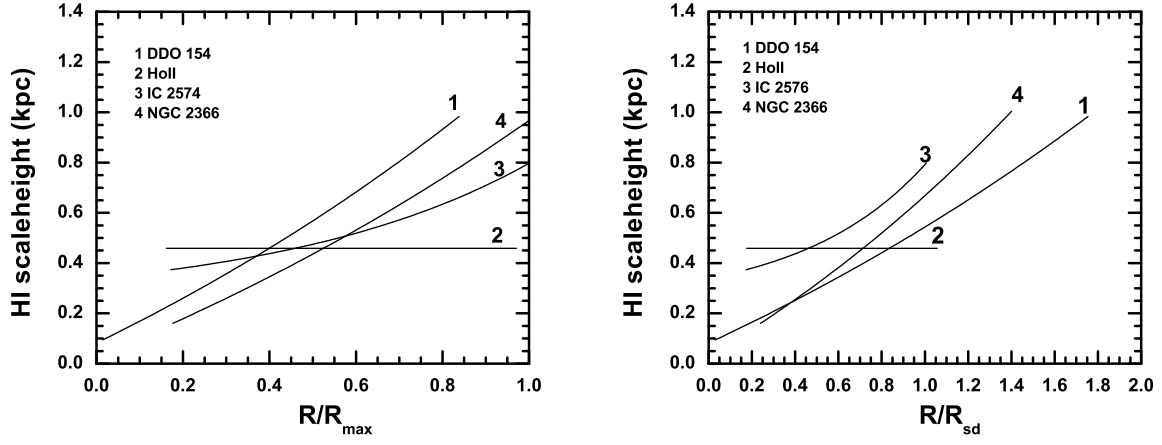 1.4
1.2
1.0
0.8
0.6
0.4
0.2
0.0
HI scaleheight (kpc)
1 DDO 154
2 HoII
3 IC 2574
4 NGC 2366
1
4
3
2
0.0 0.2 0.4 0.6 0.8 1.0
R/Rmax
1.4
1.2
1.0
0.8
0.6
0.4
0.2
0.0
HI scaleheight (kpc)
1 DDO 154
2 HoII
3 IC 2576
4 NGC 2366
4
1
3
2
0.0 0.2 0.4 0.6 0.8 1.0 1.2 1.4 1.6 1.8 2.0
R/Rsd